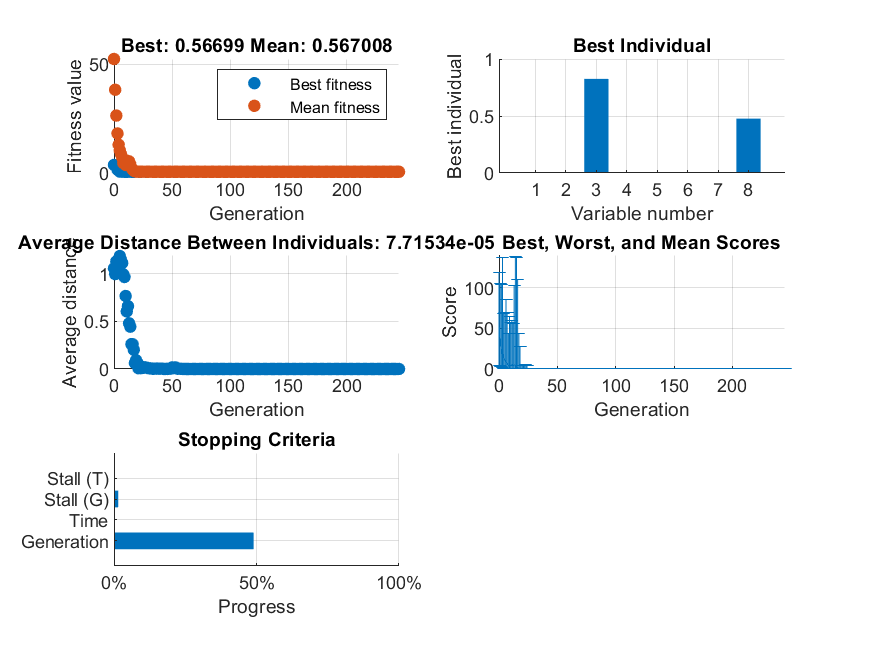 Best: 0.56699 Mean: 0.567008
Fitness value
50
0
Best fitness
Mean fitness
0 50 100 150 200
Generation
Best Individual
Best individual
1
0.5
0
1 2 3 4 5 6 7 8
Variable number
Average Distance Between Individuals: 7.71534e-05
Average distance
1
0.5
0
0 50 100 150 200
Generation
Best, Worst, and Mean Scores
Score
100
50
0
0 50 100 150 200
Generation
Stopping Criteria
Stall (T)
Stall (G)
Time
Generation
0% 50% 100%
Progress